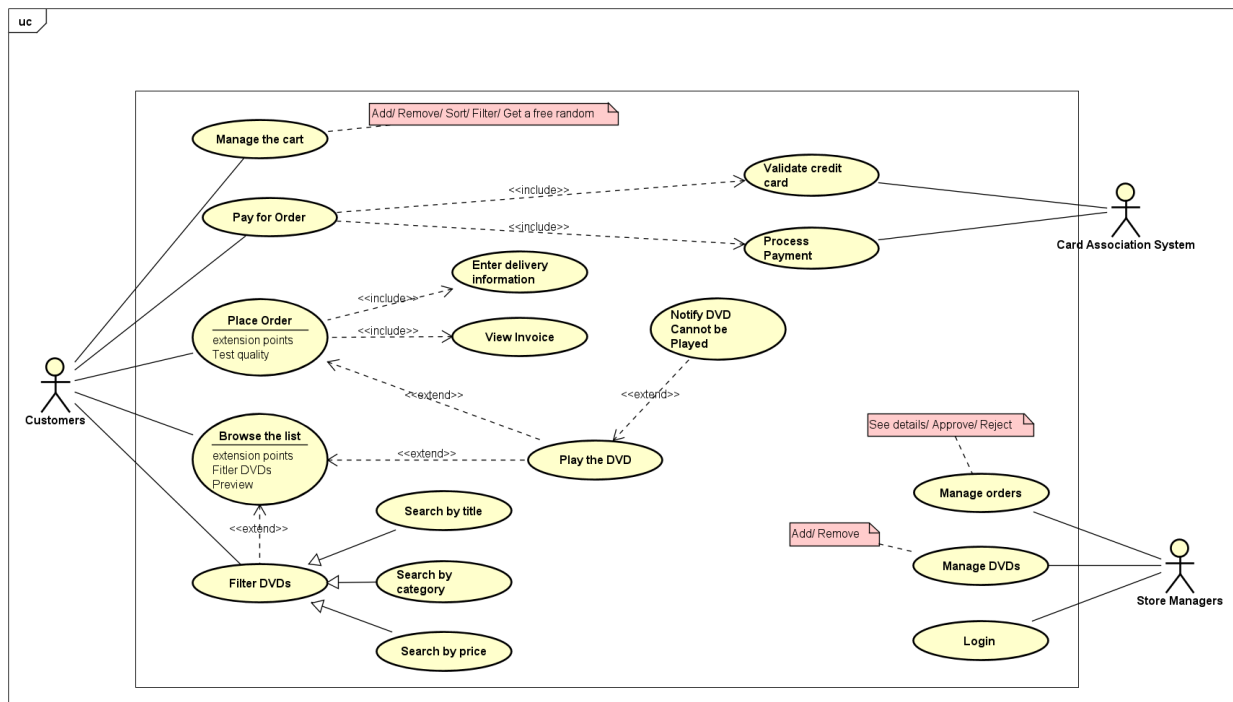 uc
Add/ Remove/ Sort/ Filter/ Get a free random
Manage the cart
Validate credit
card
<<include>>
Pay for Order
<<include>>
Process
Payment
Card Association System
Enter delivery
information
<<include>>
Place Order
extension points
Test quality
<<include>>
View Invoice
Notify DVD
Cannot be
Played
Customers
<<extend>>
<<extend>>
See details/ Approve/ Reject
Browse the list
extension points
Fitler DVDs
Preview
<<extend>>
Play the DVD
Manage orders
Search by title
<<extend>>
Add/ Remove
Filter DVDs
Search by
category
Manage DVDs
Store Managers
Search by price
Login